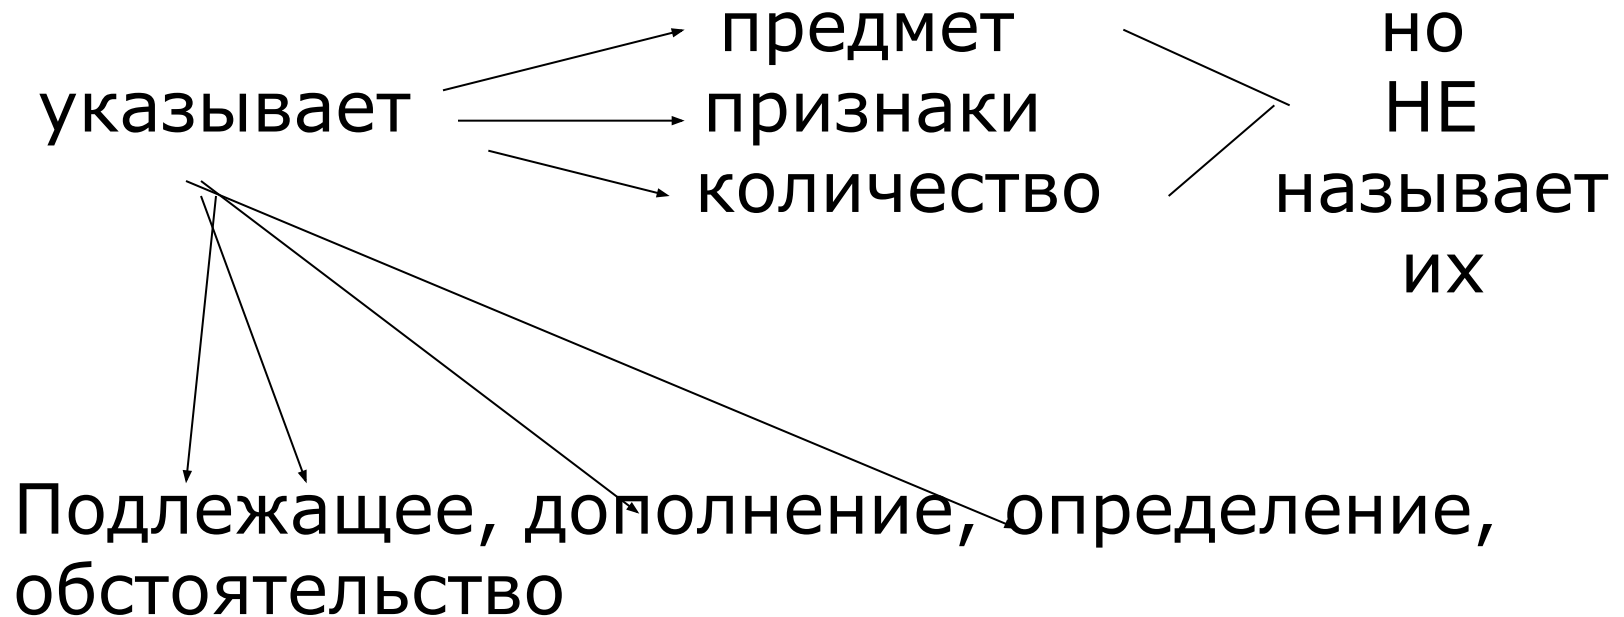 предмет но
указывает признаки НЕ
количество называет
их
Подлежащее, дополнение, определение,
обстоятельство